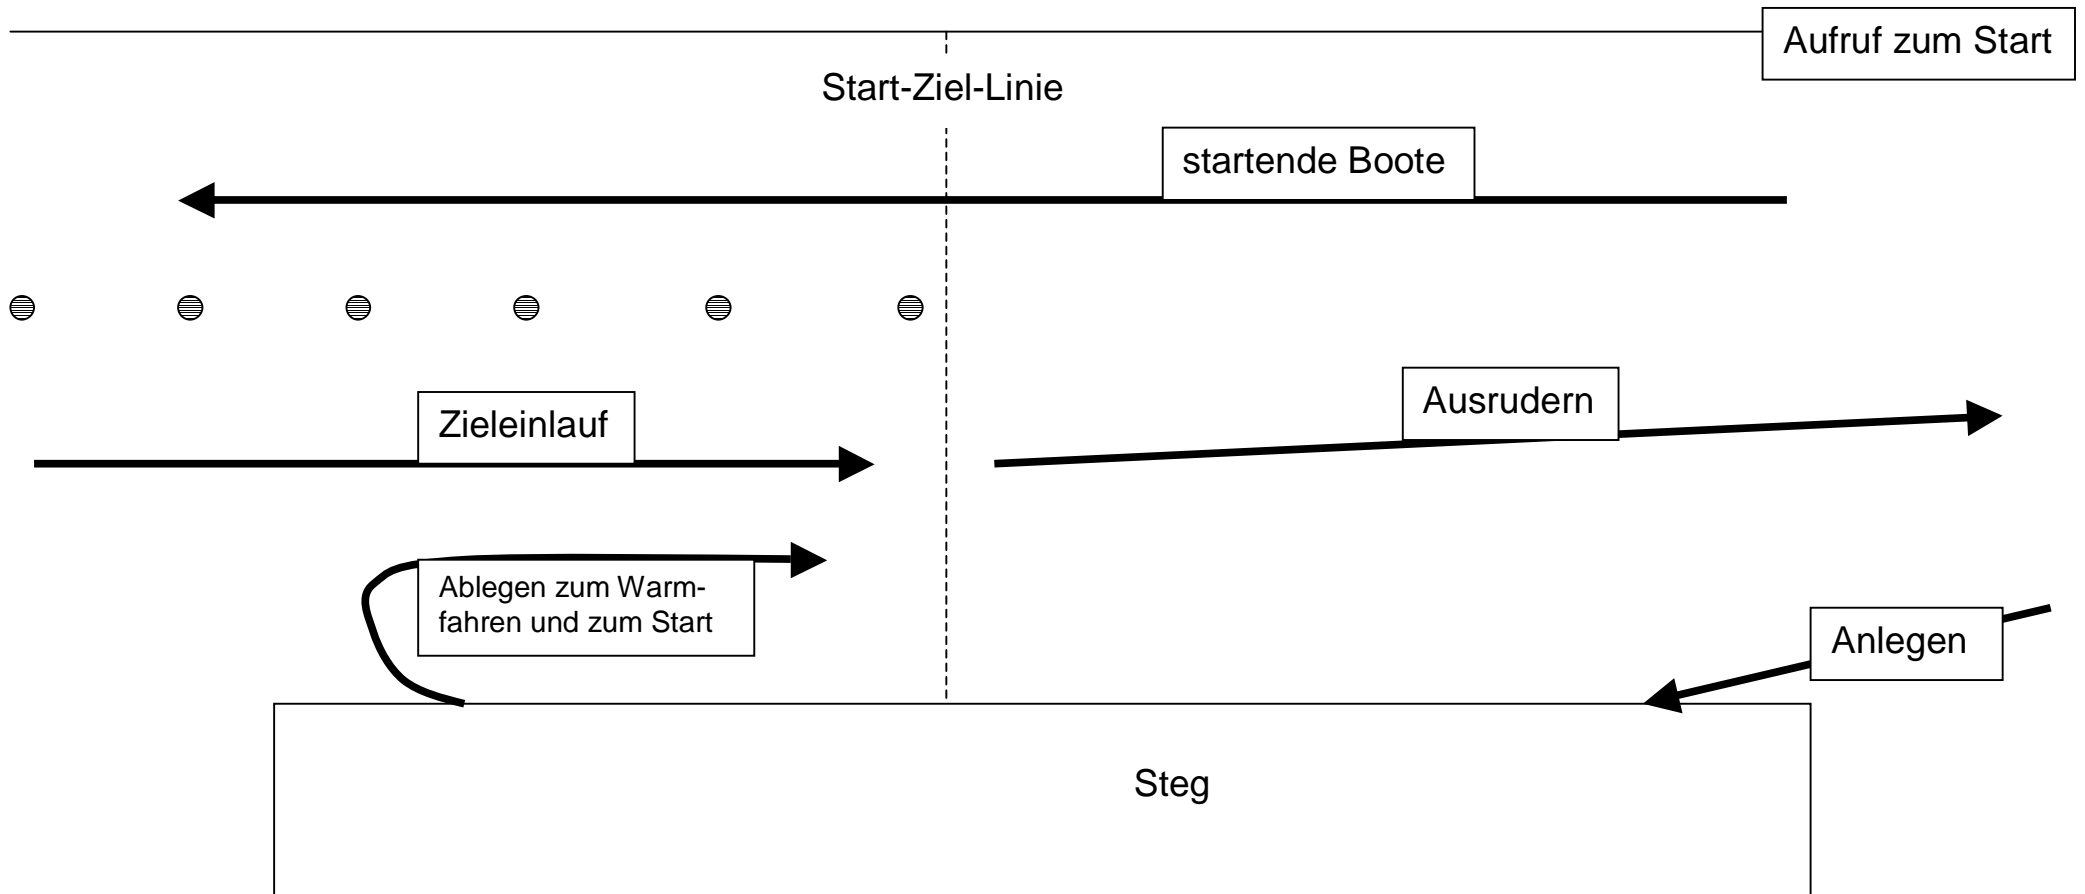 Aufruf zum Start
Start-Ziel-Linie
startende Boote
Ausrudern
Zieleinlauf
Ablegen zum Warm-
fahren und zum Start
Anlegen
Steg